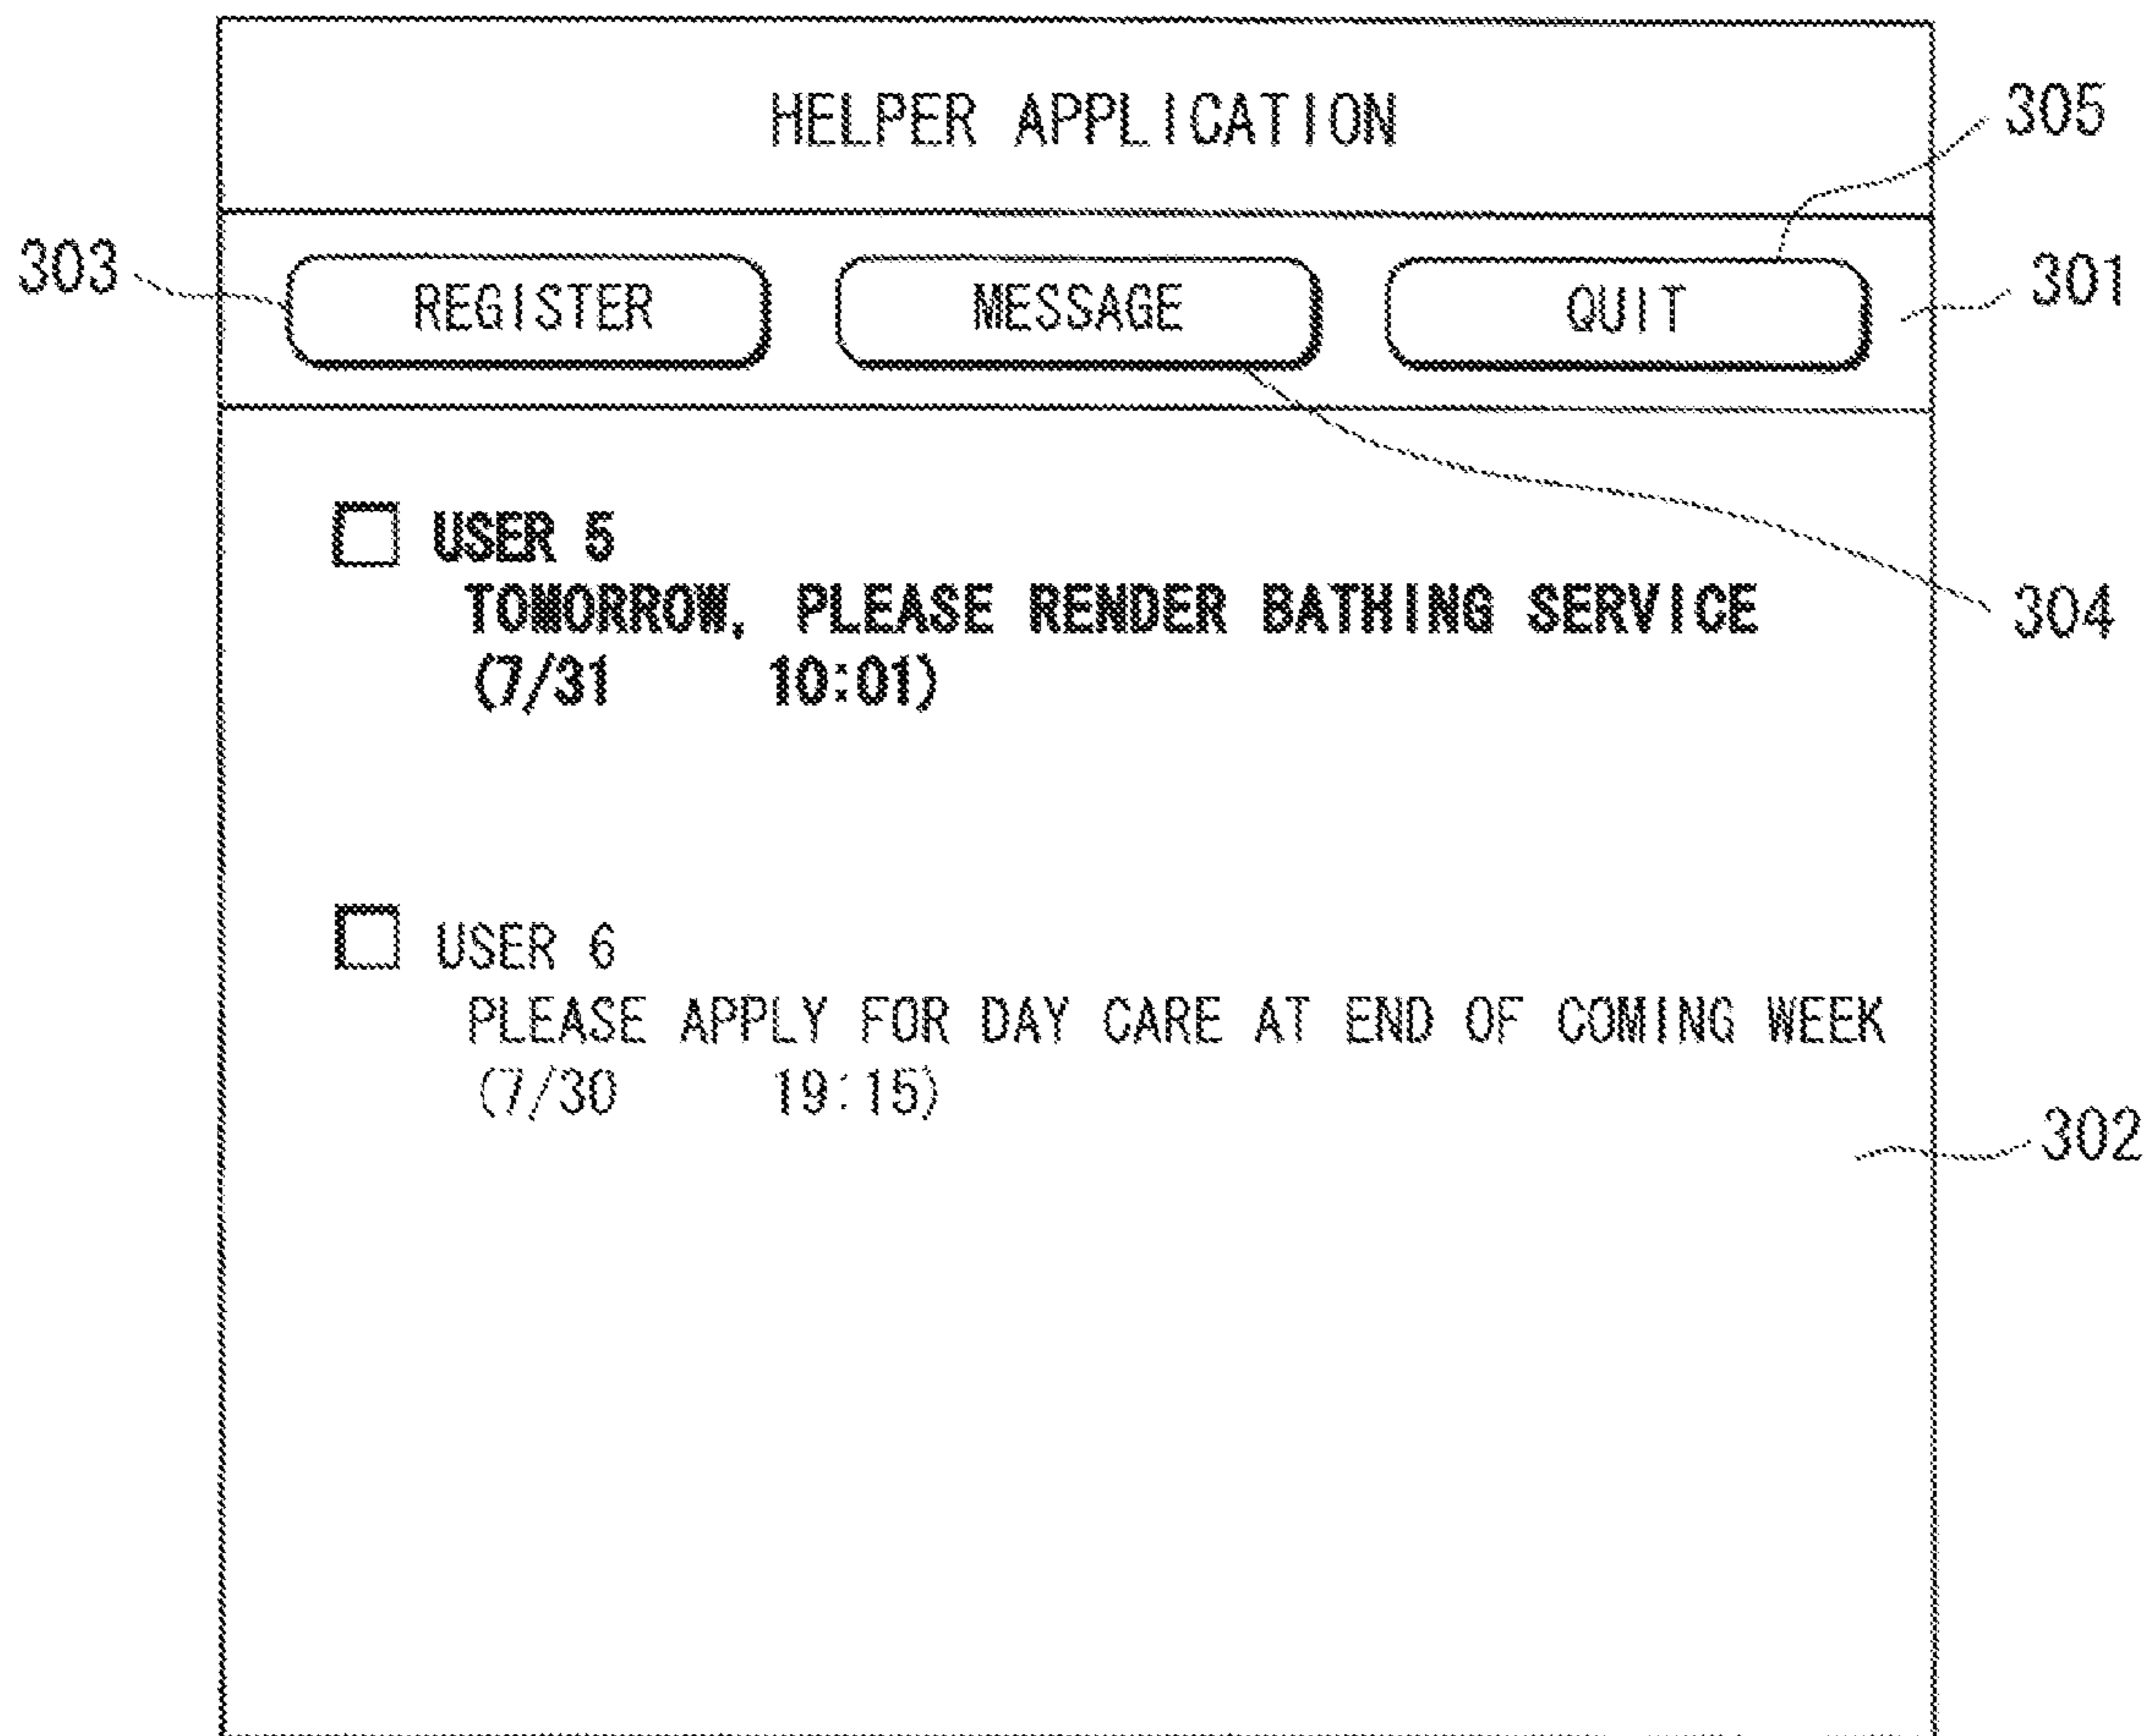 HELPER APPLICATION
305
303
REGISTER MESSAGE QUIT
301
USER 5
TOMORROW, PLEASE RENDER BATHING SERVICE
304
(7/31 10:01)
USER 6
PLEASE APPLY FOR DAY CARE AT END OF COMING WEEK
(7/30 19:15)
302